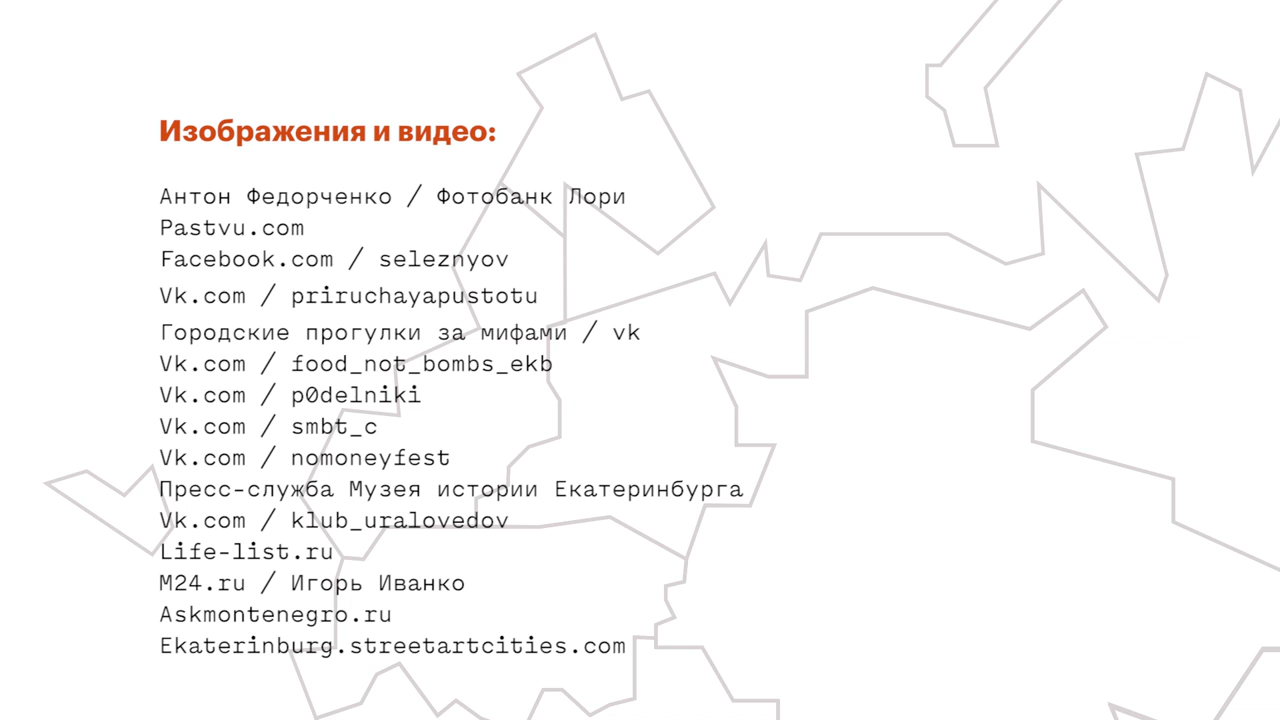 Изображения и видео:
Антон Федорченко / Фотобанк Лори
Pastvu.com
Facebook.com / seleznyov
Vk.com / priruchayapustotu
Городские прогулки за мифами / vk
Vk.com / food_not_bombs_ekb
Vk.com / p0delniki
Vk.com / smbt_c
Vk.com / nomoneyfest
Пресс-служба Музея истории Екатеринбурга
Vk.com / klub_uralovedov
Life-list.ru
M24.ru / Игорь Иванко
Askmontenegro.ru
Ekaterinburg.streetartcities.com